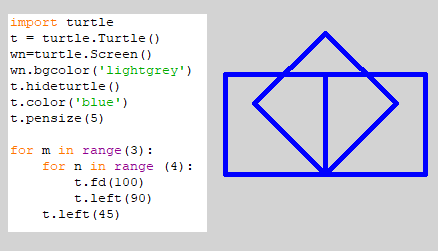 import turtle
t = turtle.Turtle()
wn=turtle.Screen()
wn.bgcolor('lightgrey')
t.hideturtle()
t.color('blue')
t.pensize(5)
for m in range(3):
    for n in range (4):
        t.fd(100)
        t.left(90)
    t.left(45)